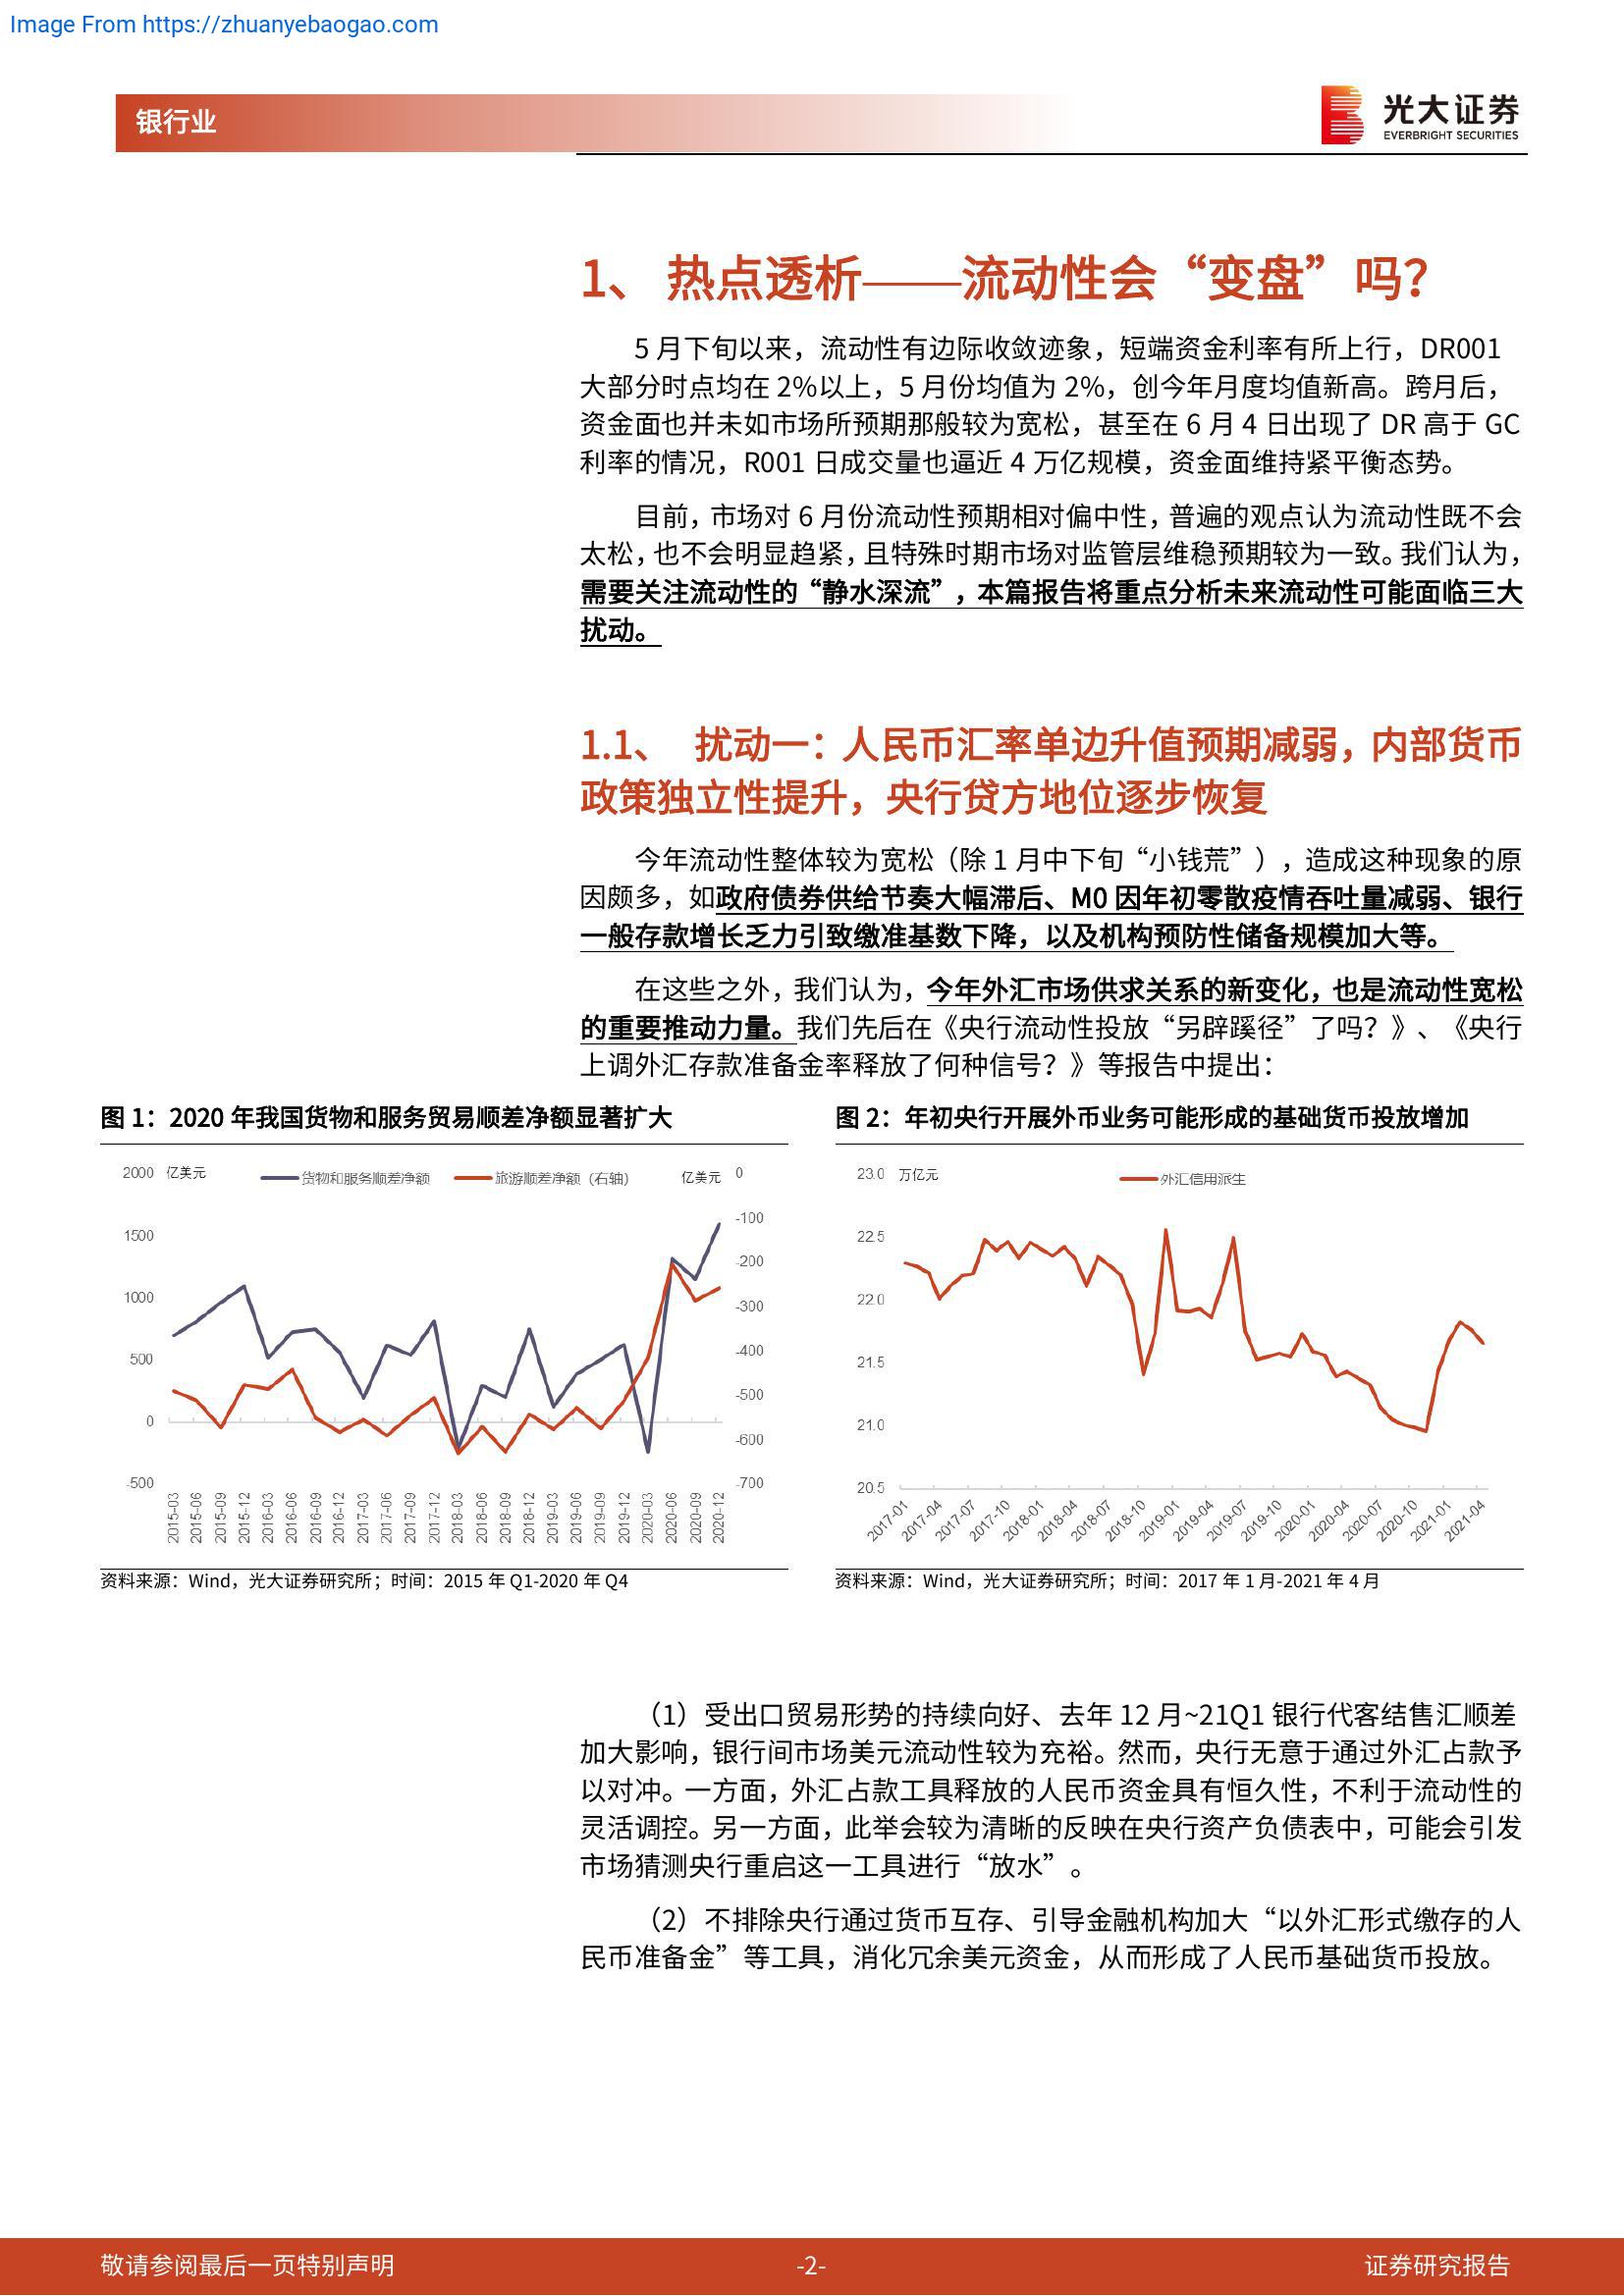 Image From https://zhuanyebaogao.com
银行业
光大证券
EVERBRIGHT SECURITIES
1、 热点透析——流动性会“变盘”吗？
5 月下旬以来，流动性有边际收敛迹象，短端资金利率有所上行，DR001
大部分时点均在 2%以上，5 月份均值为 2%，创今年月度均值新高。跨月后，
资金面也并未如市场所预期那般较为宽松，甚至在 6 月 4 日出现了 DR 高于 GC
利率的情况，R001 日成交量也逼近 4 万亿规模，资金面维持紧平衡态势。
目前，市场对 6 月份流动性预期相对偏中性，普遍的观点认为流动性既不会
太松，也不会明显趋紧，且特殊时期市场对监管层维稳预期较为一致。我们认为，
需要关注流动性的“静水深流”，本篇报告将重点分析未来流动性可能面临三大
扰动。
1.1、 扰动一：人民币汇率单边升值预期减弱，内部货币
政策独立性提升，央行贷方地位逐步恢复
今年流动性整体较为宽松（除 1 月中下旬“小钱荒”），造成这种现象的原
因颇多，如政府债券供给节奏大幅滞后、M0 因年初零散疫情吞吐量减弱、银行
一般存款增长乏力引致缴准基数下降，以及机构预防性储备规模加大等。
在这些之外，我们认为，今年外汇市场供求关系的新变化，也是流动性宽松
的重要推动力量。我们先后在《央行流动性投放“另辟蹊径”了吗？》、《央行
上调外汇存款准备金率释放了何种信号？》等报告中提出：
图 1：2020 年我国货物和服务贸易顺差净额显著扩大
2000 亿美元 货物和服务顺差净额 旅游顺差净额（右轴） 亿美元 0
1500
1000
500
0
-500
-100
-200
-300
-400
-500
-600
-700
2015-03 2015-06 2015-09 2015-12 2016-03 2016-06 2016-09 2016-12 2017-03 2017-06 2017-09 2017-12 2018-03 2018-06 2018-09 2018-12 2019-03 2019-06 2019-09 2019-12 2020-03 2020-06 2020-09 2020-12
资料来源：Wind，光大证券研究所；时间：2015 年 Q1-2020 年 Q4
图 2：年初央行开展外币业务可能形成的基础货币投放增加
23.0 万亿元 外汇信用派生
22.5
22.0
21.5
21.0
20.5
2017-01 2017-04 2017-07 2017-10 2018-01 2018-04 2018-07 2018-10 2019-01 2019-04 2019-07 2019-10 2020-01 2020-04 2020-07 2020-10 2021-01 2021-04
资料来源：Wind，光大证券研究所；时间：2017 年 1 月-2021 年 4 月
（1）受出口贸易形势的持续向好、去年 12 月~21Q1 银行代客结售汇顺差
加大影响，银行间市场美元流动性较为充裕。然而，央行无意于通过外汇占款予
以对冲。一方面，外汇占款工具释放的人民币资金具有恒久性，不利于流动性的
灵活调控。另一方面，此举会较为清晰的反映在央行资产负债表中，可能会引发
市场猜测央行重启这一工具进行“放水”。
（2）不排除央行通过货币互存、引导金融机构加大“以外汇形式缴存的人
民币准备金”等工具，消化冗余美元资金，从而形成了人民币基础货币投放。
敬请参阅最后一页特别声明
-2-
证券研究报告